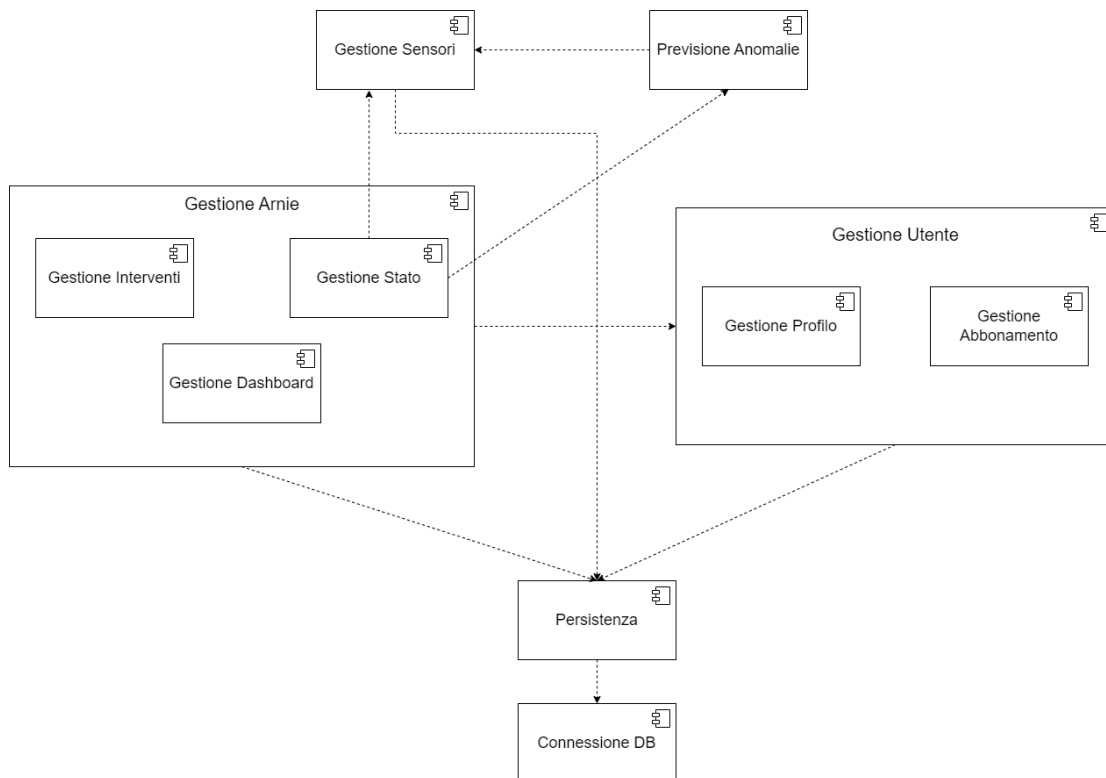 Gestione Sensori
Previsione Anomalie
Gestione Arnie
Gestione Interventi
Gestione Stato
Gestione Dashboard
Gestione Utente
Gestione Profilo
Gestione
Abbonamento
Persistenza
Connessione DB